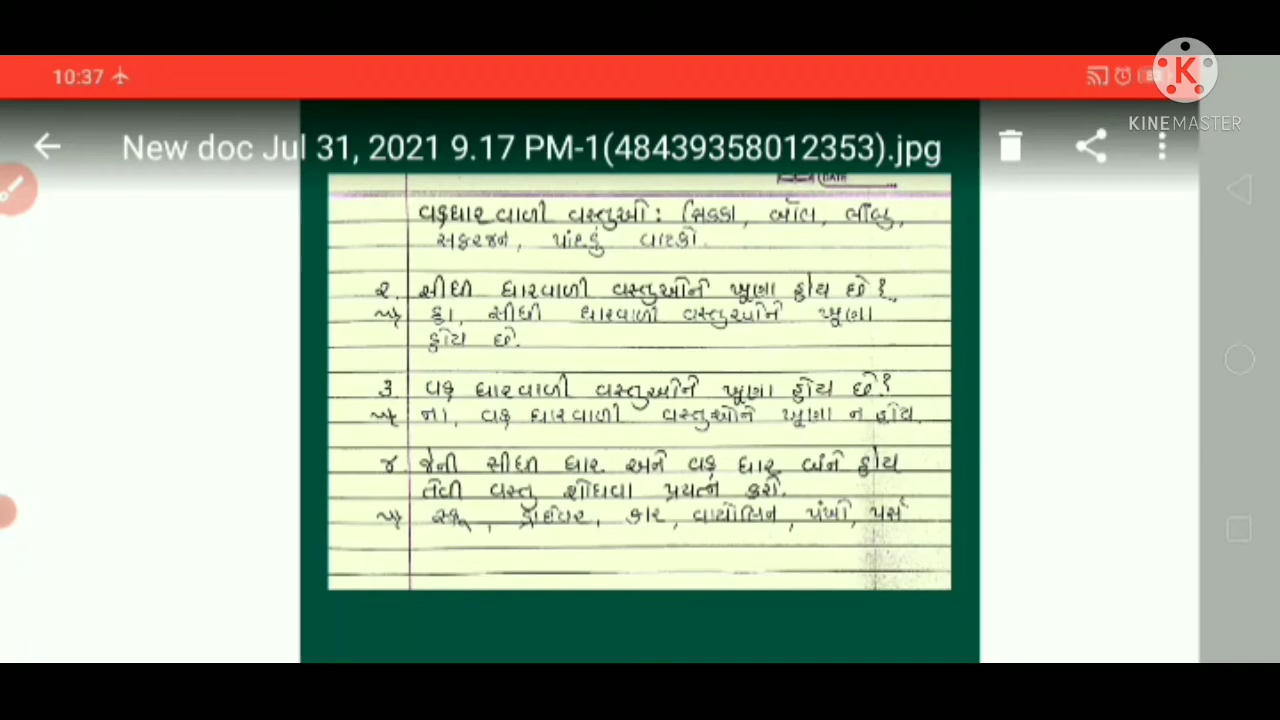 10:37
83
KINEMASTER
New doc Jul 31, 2021 9.17 PM-1(48439358012353).jpg
DATE
વક્રધાર વાળી વસ્તુઓ : સિક્કા, બૉલ, લીંબુ,
સફરજન, પાંદડું વાટકો.
૨. સીધી ધારવાળી વસ્તુઓને ખૂણા હોય છે?
હા, સીધી ધારવાળી વસ્તુઓને ખૂણા
હોય છે.
૩ વક્ર ધારવાળી વસ્તુઓને ખૂણા હોય છે?
ના, વક્ર ધારવાળી વસ્તુઓને ખૂણા ન હોય.
૪ જેની સીધી ધાર અને વક્ર ધાર બંને હોય
તેવી વસ્તુ શોધવા પ્રયત્ન કરો.
સ્ક્રૂ, ડ્રાઈવર, કાર, વાયોલિન, પંખો, પર્સ